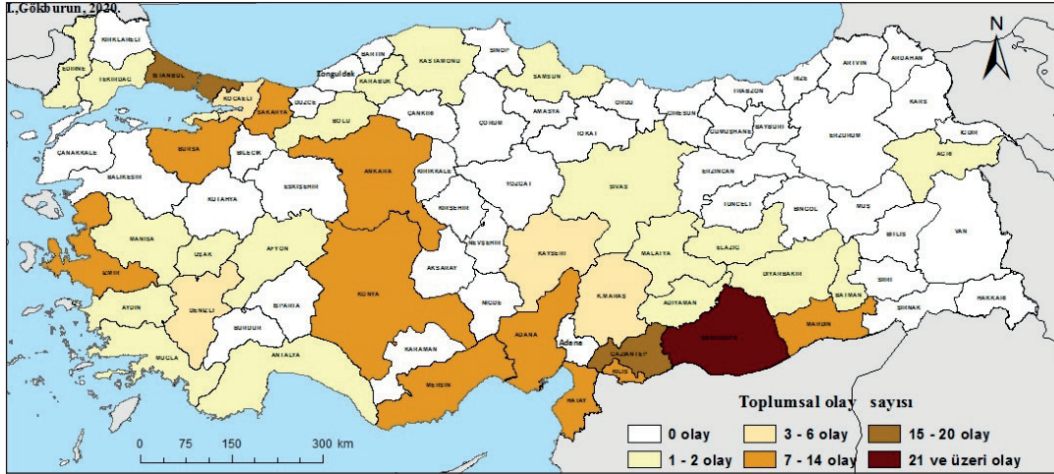 I.,Gökburun, 2020.
N
KIRKLARELİ
EDİRNE
TEKİRDAĞ
İSTANBUL
KOCAELİ
SAKARYA
DÜZCE
Zonguldak
BARTIN
KARABÜK
KASTAMONU
SİNOP
SAMSUN
BOLU
ÇANKIRI
ÇORUM
AMASYA
TOKAT
ORDU
GİRESUN
TRABZON
RİZE
ARTVİN
ARDAHAN
KARS
GÜMÜŞHANE
BAYBURT
ERZURUM
IĞDIR
AĞRI
ÇANAKKALE
BALIKESİR
BURSA
BİLECİK
KÜTAHYA
ESKİŞEHİR
ANKARA
KIRIKKALE
KIRŞEHİR
YOZGAT
SİVAS
ERZİNCAN
TUNCELİ
BİNGÖL
MUŞ
BİTLİS
VAN
MANİSA
UŞAK
AFYON
İZMİR
AYDIN
DENİZLİ
ISPARTA
BURDUR
MUĞLA
ANTALYA
KONYA
AKSARAY
NEVŞEHİR
NİĞDE
KAYSERİ
KARAMAN
MERSİN
ADANA
Adana
K.MARAŞ
MALATYA
ELAZIĞ
ADIYAMAN
DİYARBAKIR
BATMAN
SİİRT
ŞIRNAK
HAKKARİ
MARDİN
GAZİANTEP
KİLİS
HATAY
Toplumsal olay sayısı
0 olay
3 - 6 olay
15 - 20 olay
1 - 2 olay
7 - 14 olay
21 ve üzeri olay
0 75 150 300 km